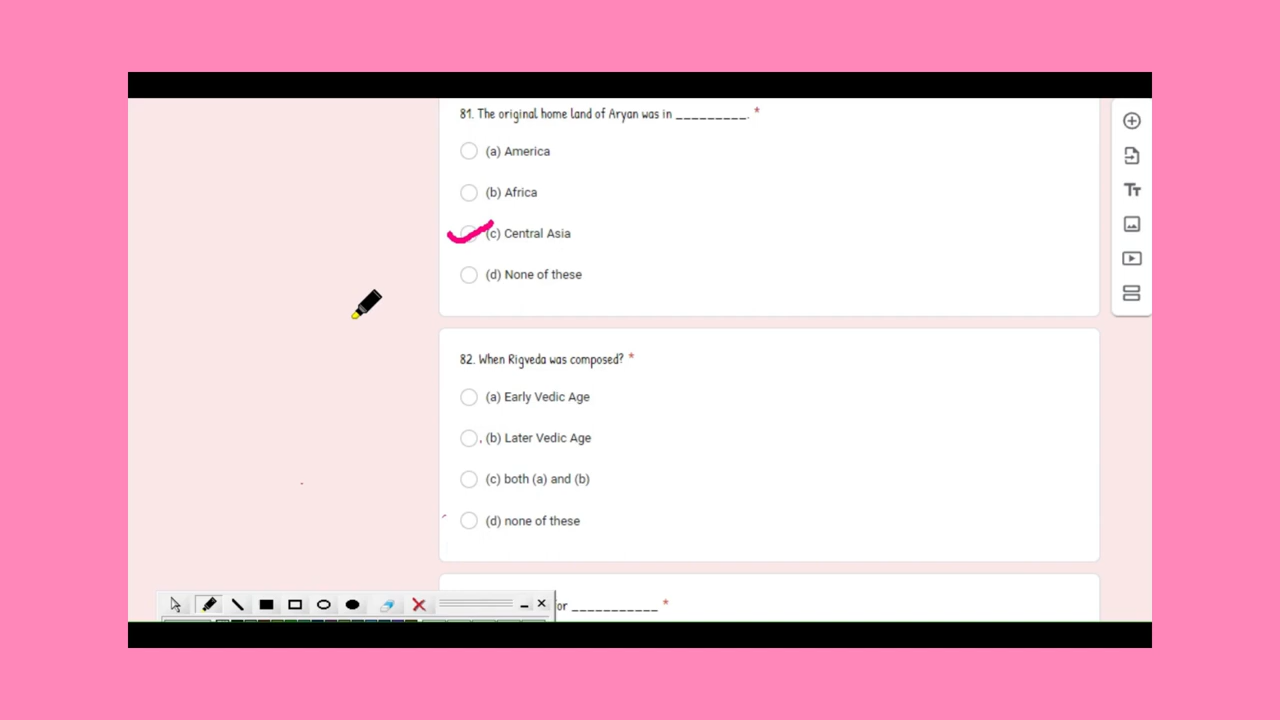 81. The original home land of Aryan was in _________. *
(a) America
(b) Africa
(c) Central Asia
(d) None of these
Tт
82. When Rigveda was composed? *
(a) Early Vedic Age
(b) Later Vedic Age
(c) both (a) and (b)
(d) none of these
or ___________ *